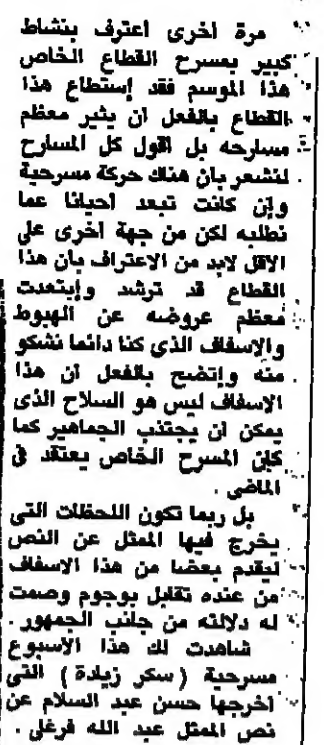 مرة اخرى اعترف بنشاط
كبير بمسرح القطاع الخاص
هذا الموسم فقد إستطاع هذا
القطاع بالفعل ان يثير معظم
مسارحه بل اقول كل المسارح
لنشعر بان هناك حركة مسرحية
وإن كانت تبعد احيانا عما
نطلبه لكن من جهة اخرى على
الاقل لابد من الاعتراف بان هذا
القطاع قد ترشد وإبتعدت
معظم عروضه عن الهبوط
والإسفاف الذى كنا دائما نشكو
منه وإتضح بالفعل ان هذا
الاسفاف ليس هو السلاح الذى
يمكن ان يجتذب الجماهير كما
كان المسرح الخاص يعتقد فى
الماضى .
بل ربما تكون اللحظات التى
يخرج فيها الممثل عن النص
ليقدم بعضا من هذا الاسفاف
من عنده تقابل بوجوم وصمت
له دلالته من جانب الجمهور .
شاهدت لك هذا الاسبوع
مسرحية ( سكر زيادة ) التى
اخرجها حسن عبد السلام عن
نص الممثل عبد الله فرغلى .